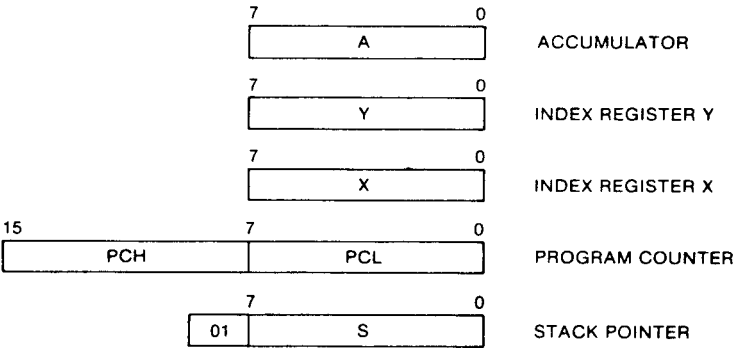 7 0
A ACCUMULATOR
7 0
Y INDEX REGISTER Y
7 0
X INDEX REGISTER X
15 7 0
PCH PCL PROGRAM COUNTER
7 0
01 S STACK POINTER